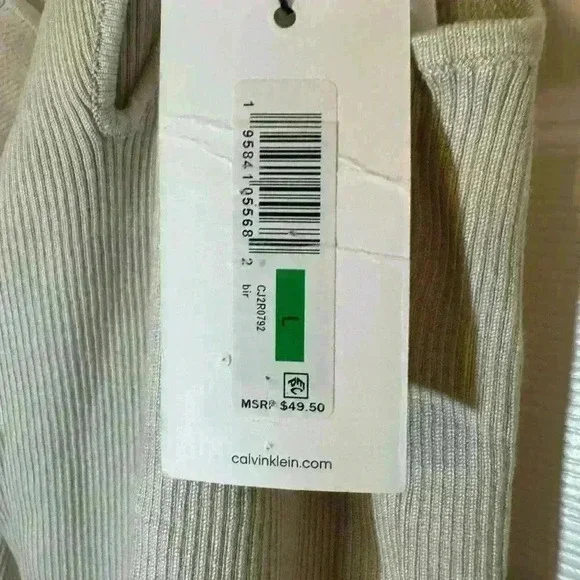 1 95841 05568 2
CJ2R0792
bir
L
MSRP $49.50
calvinklein.com